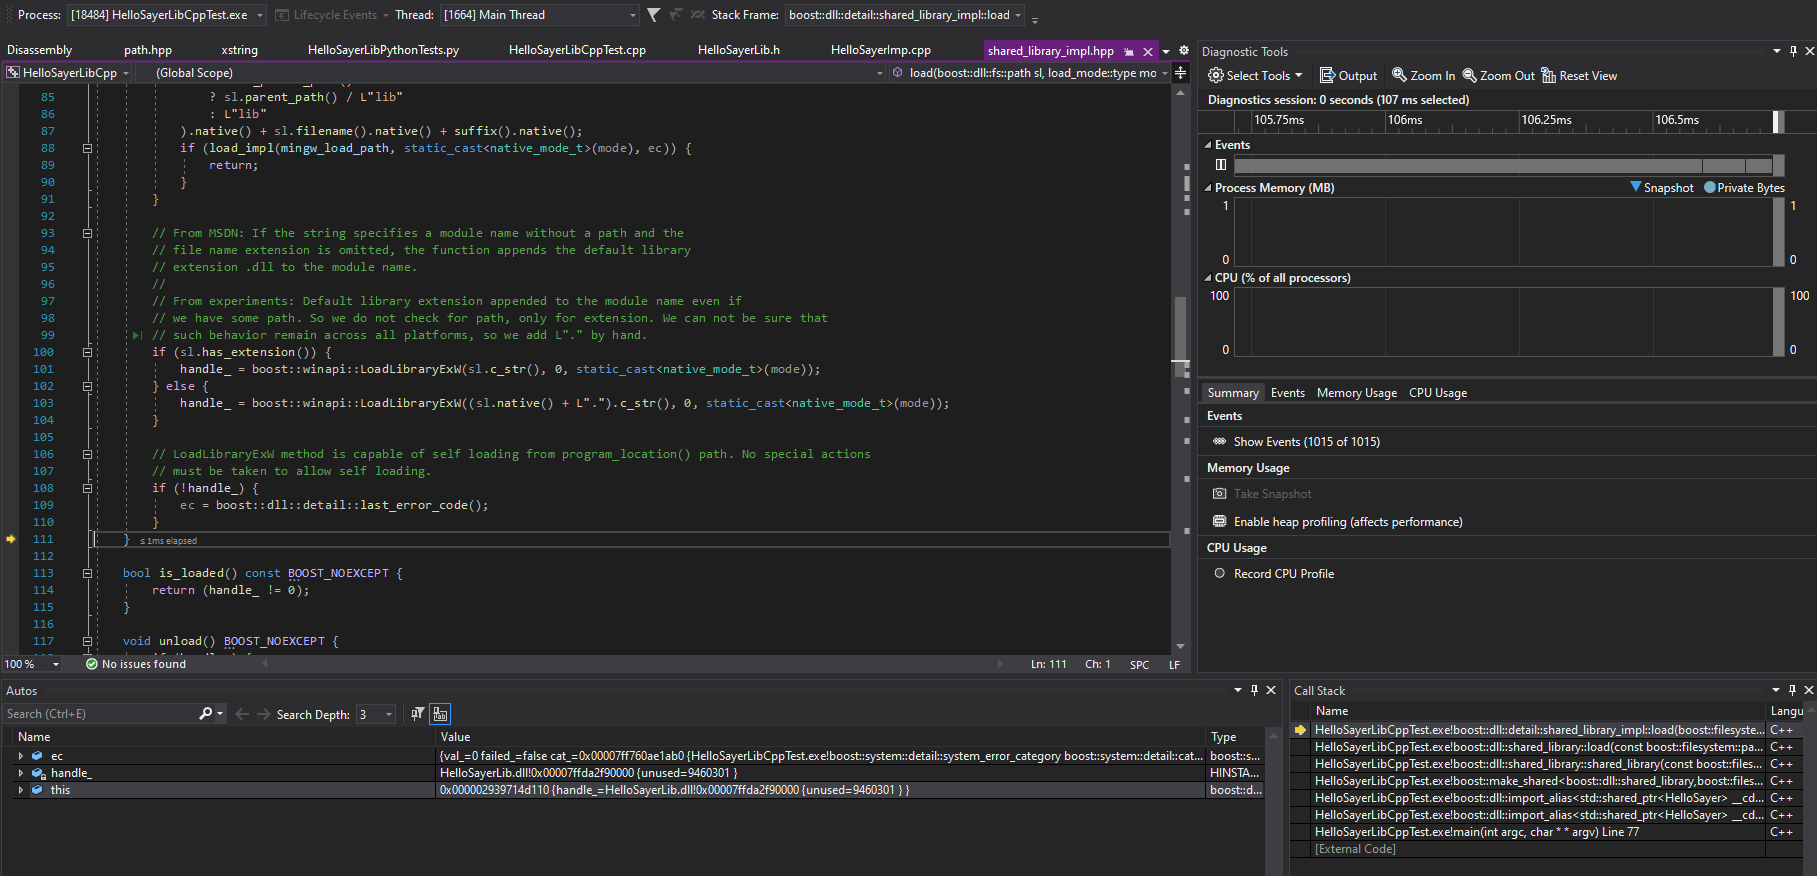 Process: [18484] HelloSayerLibCppTest.exe Lifecycle Events Thread: [1664] Main Thread Stack Frame: boost::dll::detail::shared_library_impl::load
Disassembly path.hpp xstring HelloSayerLibPythonTests.py HelloSayerLibCppTest.cpp HelloSayerLib.h HelloSayerImp.cpp shared_library_impl.hpp
HelloSayerLibCpp (Global Scope) load(boost::dll::fs::path sl, load_mode::type mo
85 ? sl.parent_path() / L"lib"
86 : L"lib"
87 ).native() + sl.filename().native() + suffix().native();
88 if (load_impl(mingw_load_path, static_cast<native_mode_t>(mode), ec)) {
89 return;
90 }
91 }
92
93 // From MSDN: If the string specifies a module name without a path and the
94 // file name extension is omitted, the function appends the default library
95 // extension .dll to the module name.
96 //
97 // From experiments: Default library extension appended to the module name even if
98 // we have some path. So we do not check for path, only for extension. We can not be sure that
99 // such behavior remain across all platforms, so we add L"." by hand.
100 if (sl.has_extension()) {
101 handle_ = boost::winapi::LoadLibraryExW(sl.c_str(), 0, static_cast<native_mode_t>(mode));
102 } else {
103 handle_ = boost::winapi::LoadLibraryExW((sl.native() + L".").c_str(), 0, static_cast<native_mode_t>(mode));
104 }
105
106 // LoadLibraryExW method is capable of self loading from program_location() path. No special actions
107 // must be taken to allow self loading.
108 if (!handle_) {
109 ec = boost::dll::detail::last_error_code();
110 }
111 } ≤ 1ms elapsed
112
113 bool is_loaded() const BOOST_NOEXCEPT {
114 return (handle_ != 0);
115 }
116
117 void unload() BOOST_NOEXCEPT {
100 % No issues found Ln: 111 Ch: 1 SPC LF
Diagnostic Tools
Select Tools Output Zoom In Zoom Out Reset View
Diagnostics session: 0 seconds (107 ms selected)
105.75ms 106ms 106.25ms 106.5ms
Events
Process Memory (MB) Snapshot Private Bytes
1 1
0 0
CPU (% of all processors)
100 100
0 0
Summary Events Memory Usage CPU Usage
Events
Show Events (1015 of 1015)
Memory Usage
Take Snapshot
Enable heap profiling (affects performance)
CPU Usage
Record CPU Profile
Autos
Search (Ctrl+E) Search Depth: 3
Name Value Type
ec {val_=0 failed_=false cat_=0x00007ff760ae1ab0 {HelloSayerLibCppTest.exe!boost::system::detail::system_error_category boost::system::detail::cat... boost::s...
handle_ HelloSayerLib.dll!0x00007ffda2f90000 {unused=9460301 } HINSTA...
this 0x000002939714d110 {handle_=HelloSayerLib.dll!0x00007ffda2f90000 {unused=9460301 } } boost::d...
Call Stack
Name Langu
HelloSayerLibCppTest.exe!boost::dll::detail::shared_library_impl::load(boost::filesyste... C++
HelloSayerLibCppTest.exe!boost::dll::shared_library::load(const boost::filesystem::pa... C++
HelloSayerLibCppTest.exe!boost::dll::shared_library::shared_library(const boost::files... C++
HelloSayerLibCppTest.exe!boost::make_shared<boost::dll::shared_library,boost::files... C++
HelloSayerLibCppTest.exe!boost::dll::import_alias<std::shared_ptr<HelloSayer> __cd... C++
HelloSayerLibCppTest.exe!boost::dll::import_alias<std::shared_ptr<HelloSayer> __cd... C++
HelloSayerLibCppTest.exe!main(int argc, char * * argv) Line 77 C++
[External Code]